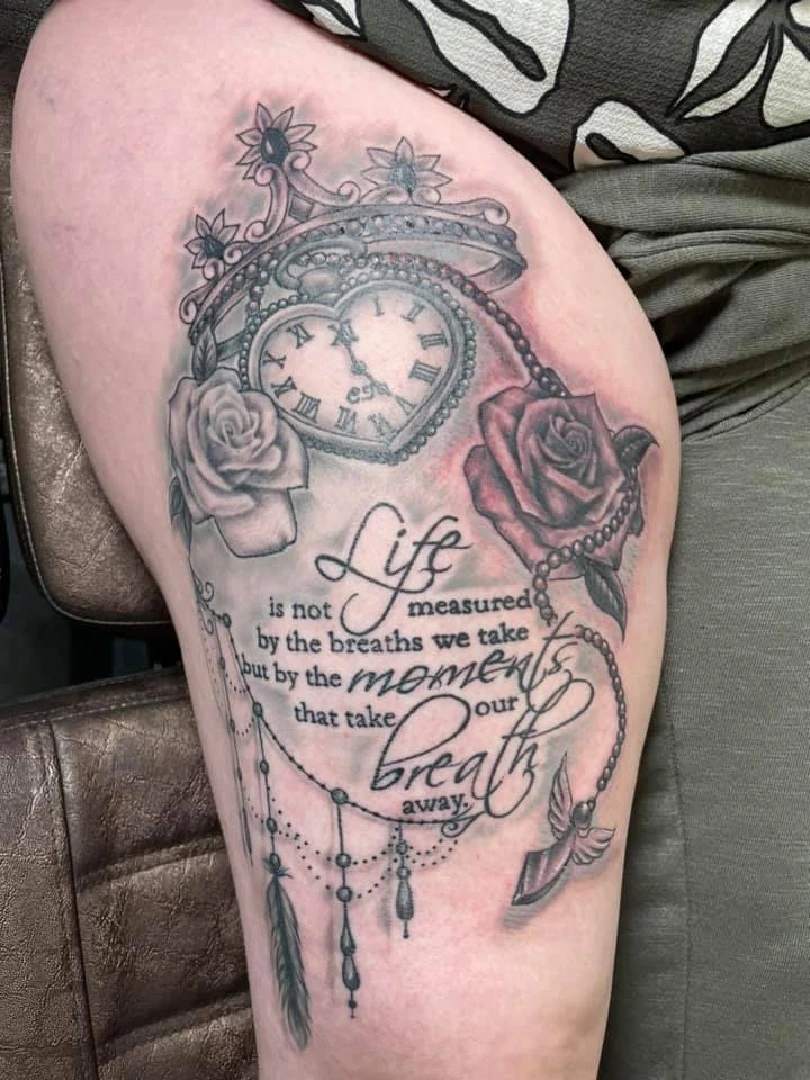 Life
is not measured
by the breaths we take
but by the moments
that take our
breath
away.